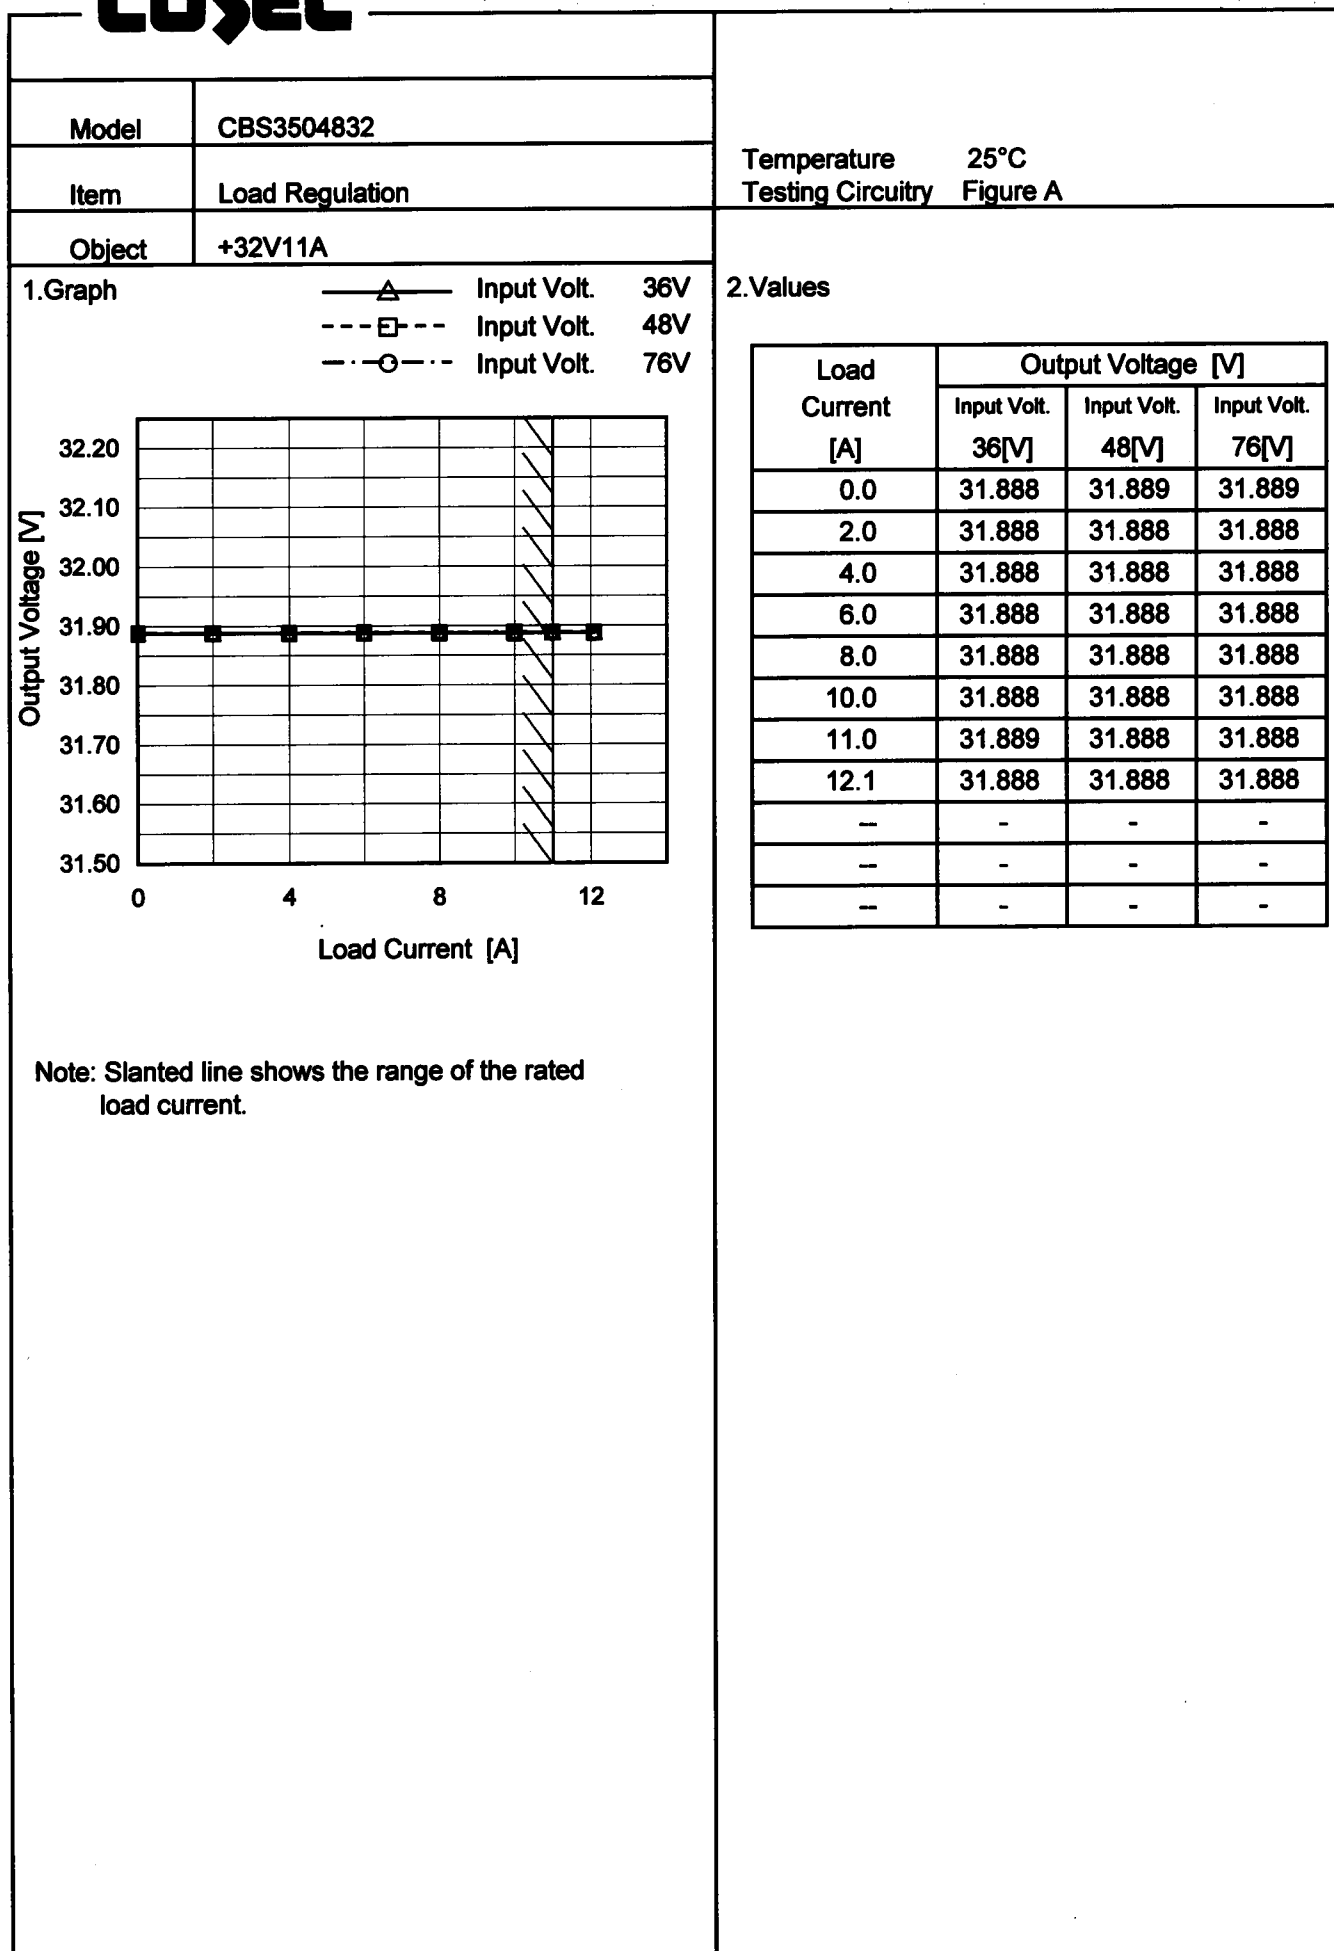 COSEL
Model CBS3504832
Item Load Regulation
Object +32V11A
Temperature 25°C
Testing Circuitry Figure A
1.Graph
Input Volt. 36V
Input Volt. 48V
Input Volt. 76V
32.20
32.10
32.00
31.90
31.80
31.70
31.60
31.50
Output Voltage [V]
0 4 8 12
Load Current [A]
Note: Slanted line shows the range of the rated
load current.
2.Values
Load Current [A] Output Voltage [V]
Input Volt. Input Volt. Input Volt.
36[V] 48[V] 76[V]
0.0 31.888 31.889 31.889
2.0 31.888 31.888 31.888
4.0 31.888 31.888 31.888
6.0 31.888 31.888 31.888
8.0 31.888 31.888 31.888
10.0 31.888 31.888 31.888
11.0 31.889 31.888 31.888
12.1 31.888 31.888 31.888
-- - - -
-- - - -
-- - - -